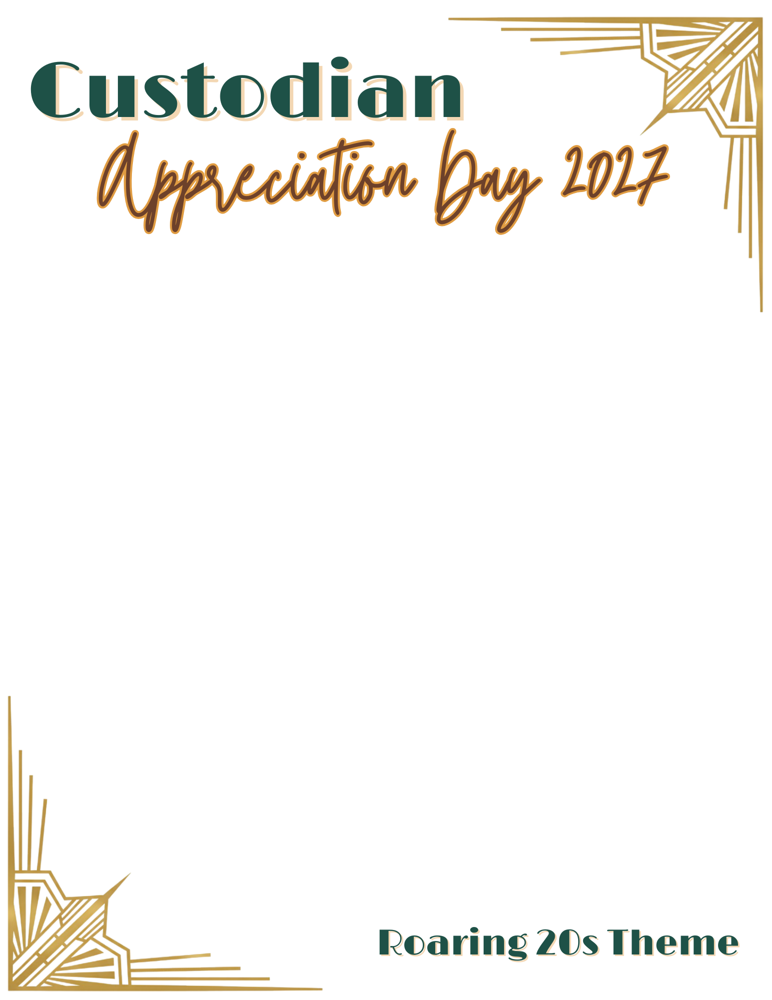 Custodian
Appreciation Day 2027
Roaring 20s Theme